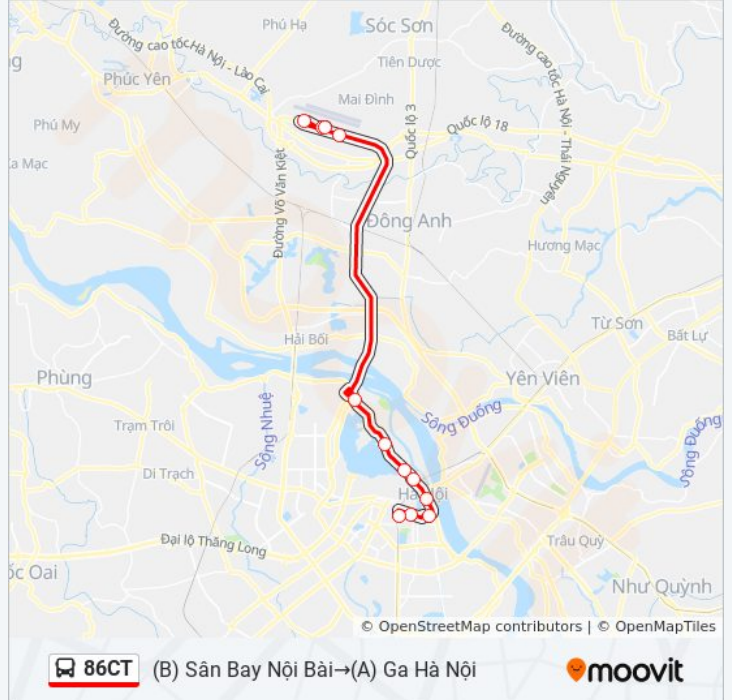 Phú Hạ
Sóc Sơn
Đường cao tốc Hà Nội - Lào Cai
Đường cao tốc Hà Nội - Thái Nguyên
Tiên Dược
Phúc Yên
Mai Đình
Quốc lộ 3
Quốc lộ 18
Phú My
Đường Võ Văn Kiệt
Đông Anh
Hương Mạc
Hải Bối
Từ Sơn
Bất Lự
Phùng
Yên Viên
Sông Nhuệ
Sông Đuống
Trạm Trôi
Sông Đuống
Di Trạch
Hà Nội
Đại lộ Thăng Long
Trâu Quỳ
Như Quỳnh
© OpenStreetMap contributors | © OpenMapTiles
86CT (B) Sân Bay Nội Bài→(A) Ga Hà Nội
moovit